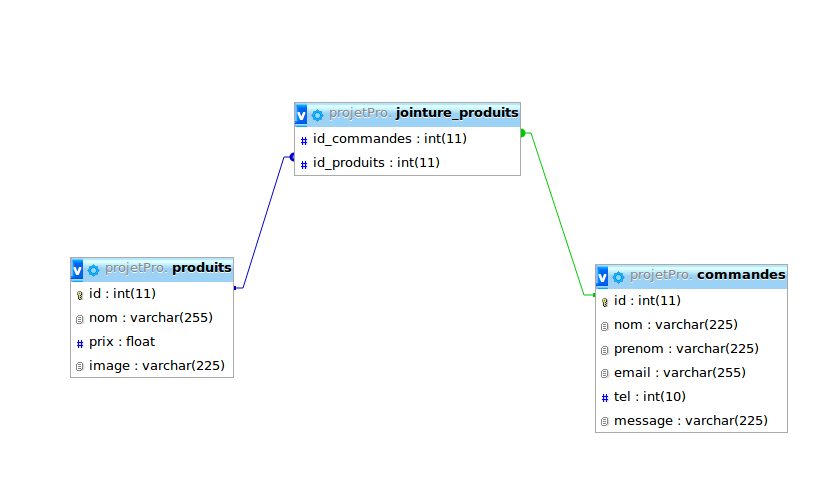 v projetPro. jointure_produits
# id_commandes : int(11)
# id_produits : int(11)
v projetPro. produits
id : int(11)
nom : varchar(255)
# prix : float
image : varchar(225)
v projetPro. commandes
id : int(11)
nom : varchar(225)
prenom : varchar(225)
email : varchar(255)
# tel : int(10)
message : varchar(225)